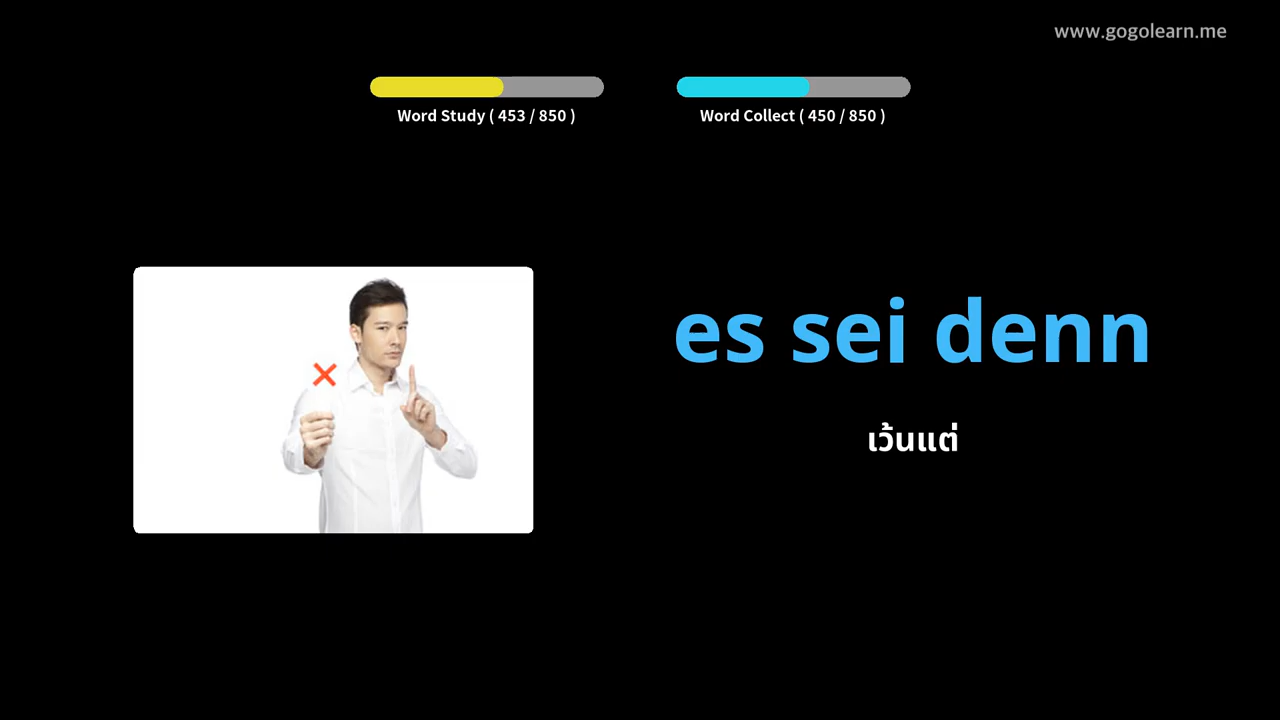 www.gogolearn.me
Word Study ( 453 / 850 )
Word Collect ( 450 / 850 )
es sei denn
เว้นแต่